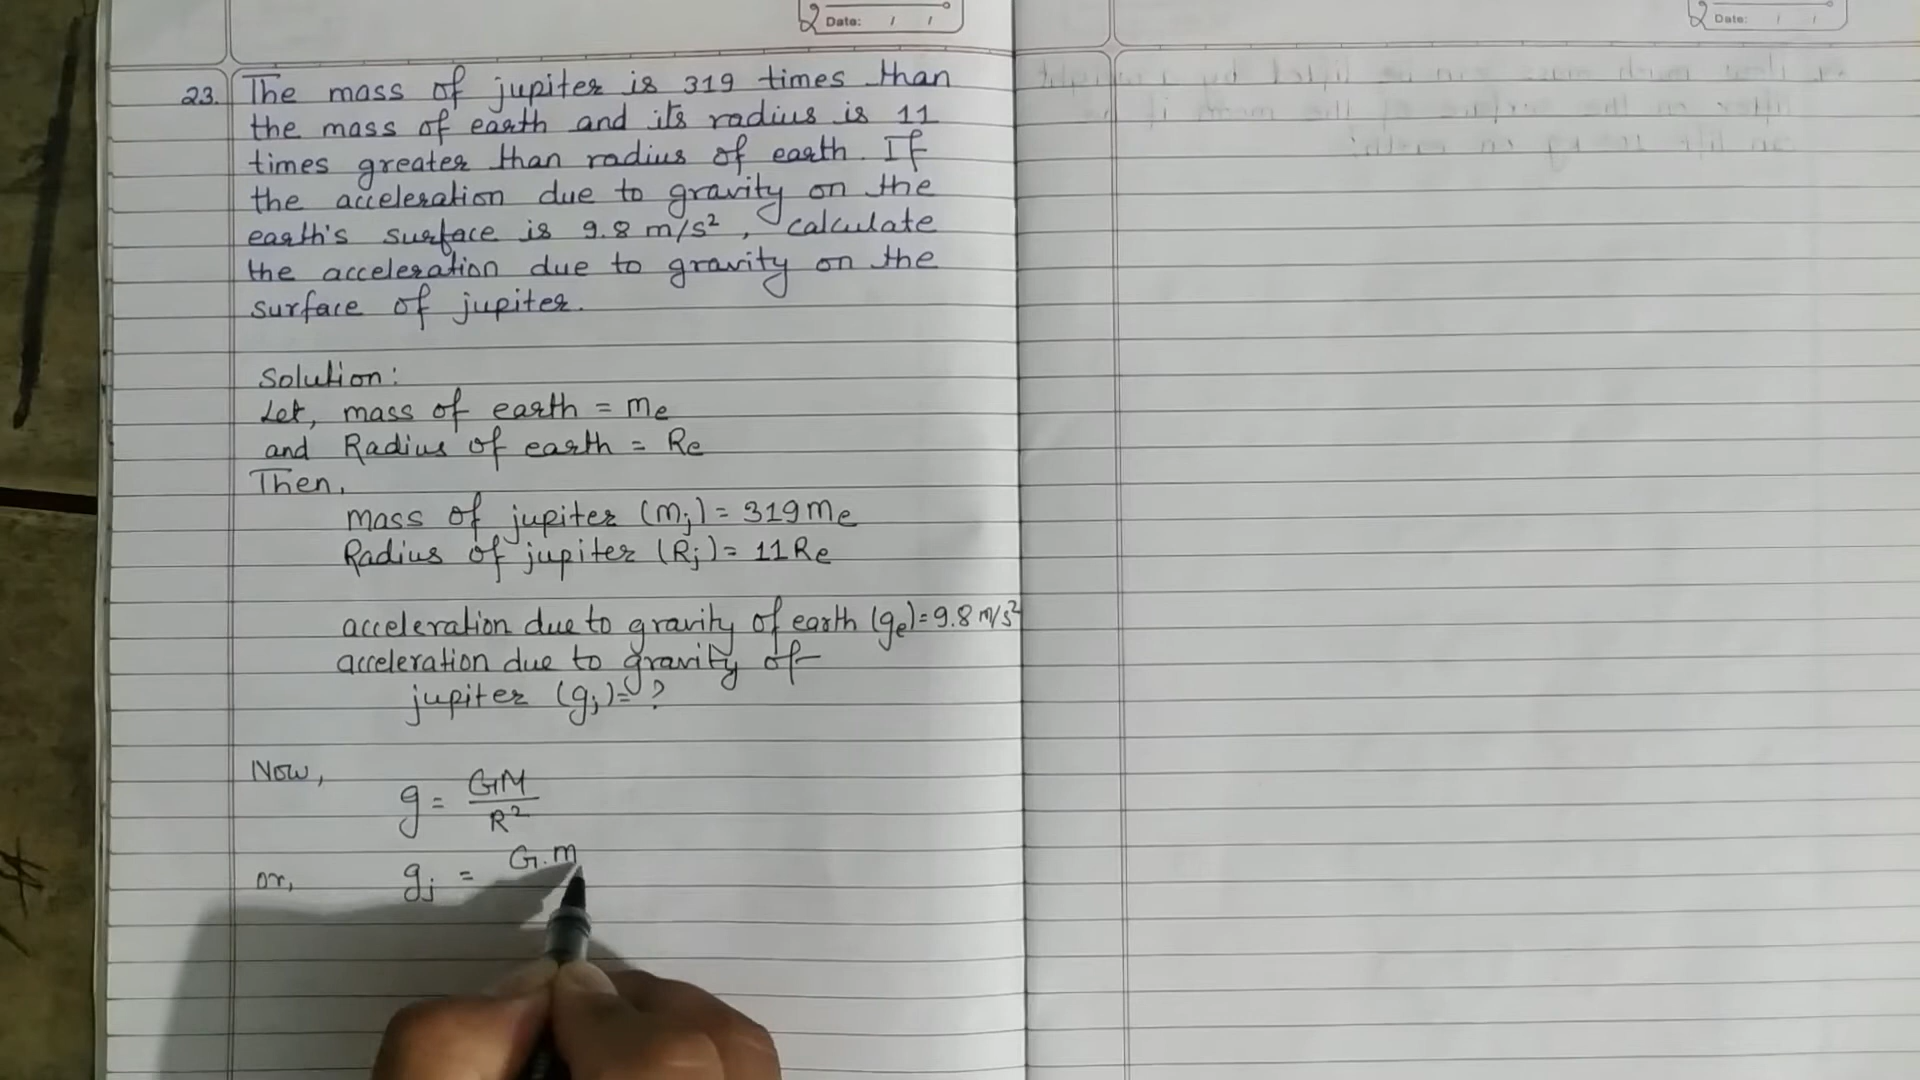 Date: / /
23. The mass of jupiter is 319 times than
the mass of earth and its radius is 11
times greater than radius of earth. If
the acceleration due to gravity on the
earth's surface is 9.8 m/s², calculate
the acceleration due to gravity on the
surface of jupiter.
Solution:
Let, mass of earth = me
and Radius of earth = Re
Then,
mass of jupiter (mj) = 319me
Radius of jupiter (Rj) = 11Re
acceleration due to gravity of earth (ge) = 9.8 m/s²
acceleration due to gravity of
jupiter (gj) = ?
Now,
g = GM
R²
or, gj = G.m
Date: / /